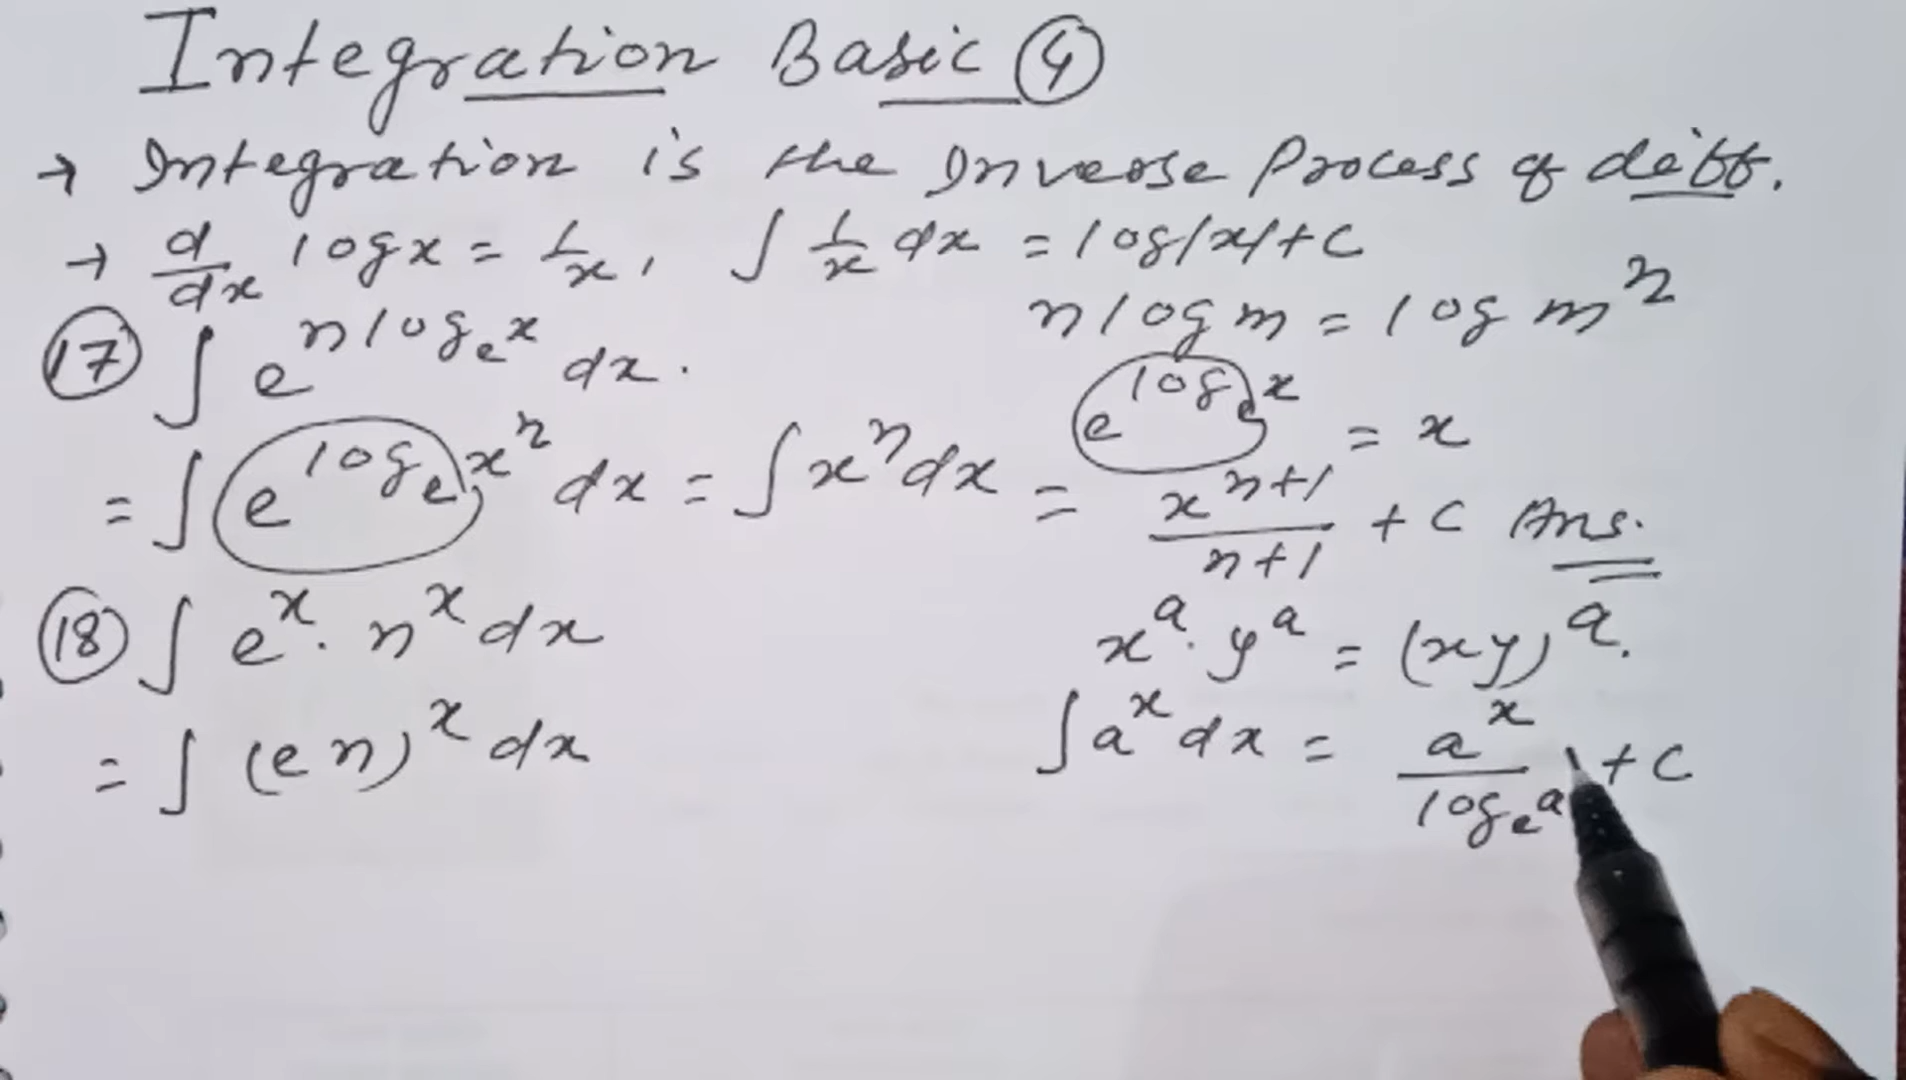 Integration Basic ④
→ Integration is the Inverse Process of diff.
→ d/dx log x = 1/x, ∫ 1/x dx = log|x| + c
n log m = log m^n
⑰ ∫ e^(n log_e x) dx.
e^(log_e x) = x
= ∫ e^(log_e x^n) dx = ∫ x^n dx = x^(n+1)/(n+1) + c Ans.
⑱ ∫ e^x . n^x dx
x^a . y^a = (xy)^a.
= ∫ (en)^x dx
∫ a^x dx = a^x/log_e a + c